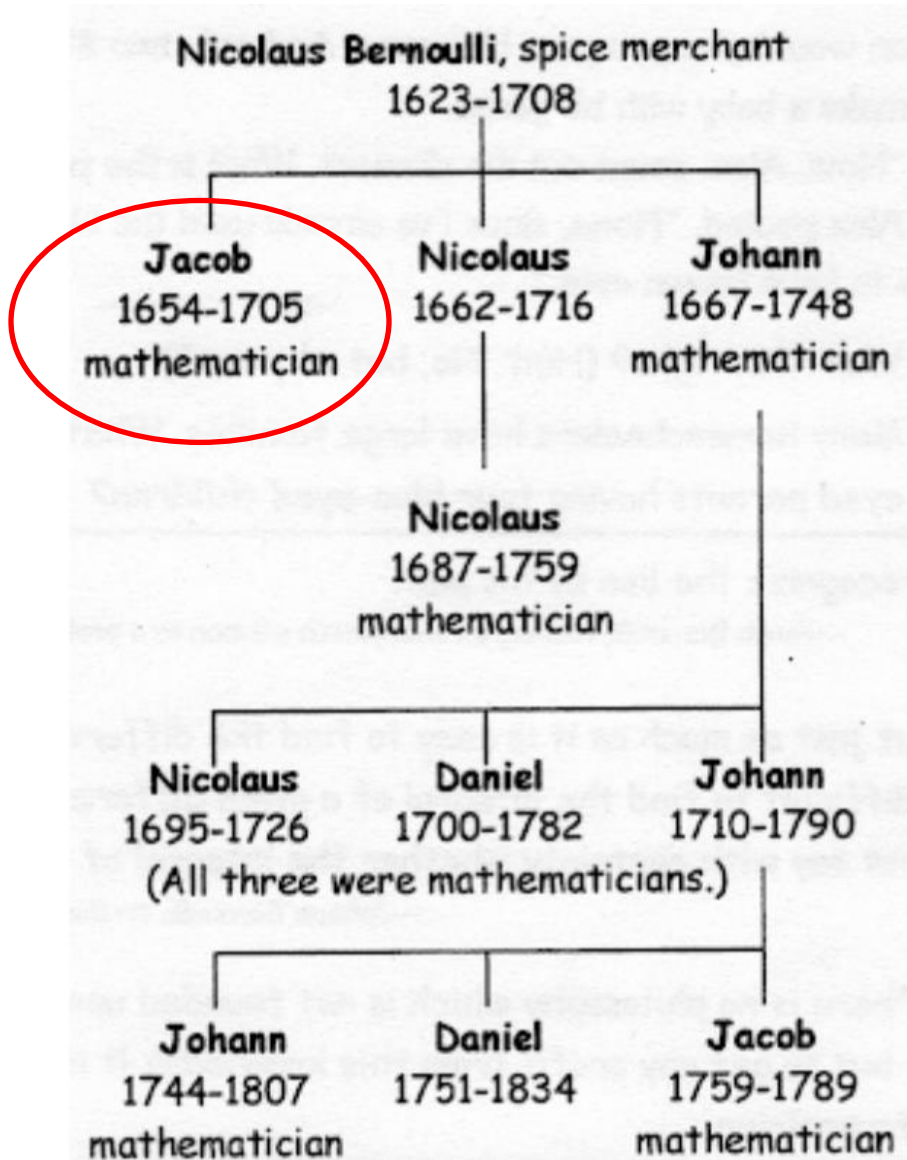 Nicolaus Bernoulli, spice merchant
1623-1708
Jacob Nicolaus Johann
1654-1705 1662-1716 1667-1748
mathematician mathematician
Nicolaus
1687-1759
mathematician
Nicolaus Daniel Johann
1695-1726 1700-1782 1710-1790
(All three were mathematicians.)
Johann Daniel Jacob
1744-1807 1751-1834 1759-1789
mathematician mathematician